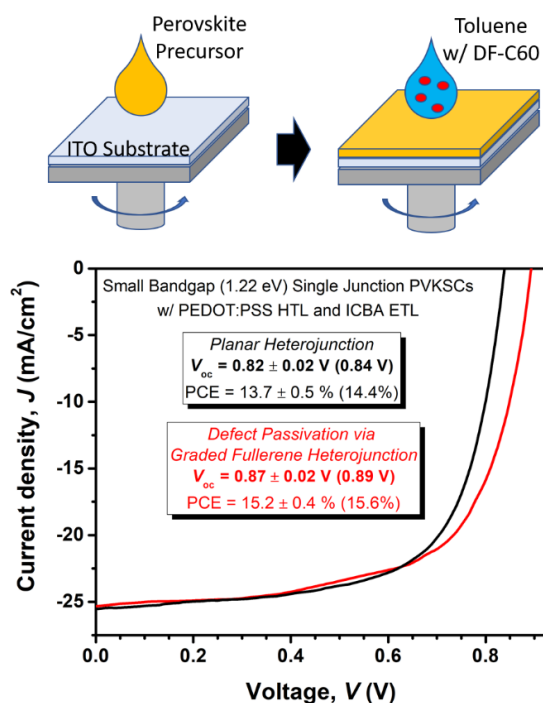 Perovskite
Precursor
Toluene
w/ DF-C60
ITO Substrate
Small Bandgap (1.22 eV) Single Junction PVKSCs
w/ PEDOT:PSS HTL and ICBA ETL
Planar Heterojunction
Voc = 0.82 ± 0.02 V (0.84 V)
PCE = 13.7 ± 0.5 % (14.4%)
Defect Passivation via
Graded Fullerene Heterojunction
Voc = 0.87 ± 0.02 V (0.89 V)
PCE = 15.2 ± 0.4 % (15.6%)
Current density, J (mA/cm²)
0
-5
-10
-15
-20
-25
0.0
0.2
0.4
0.6
0.8
Voltage, V (V)